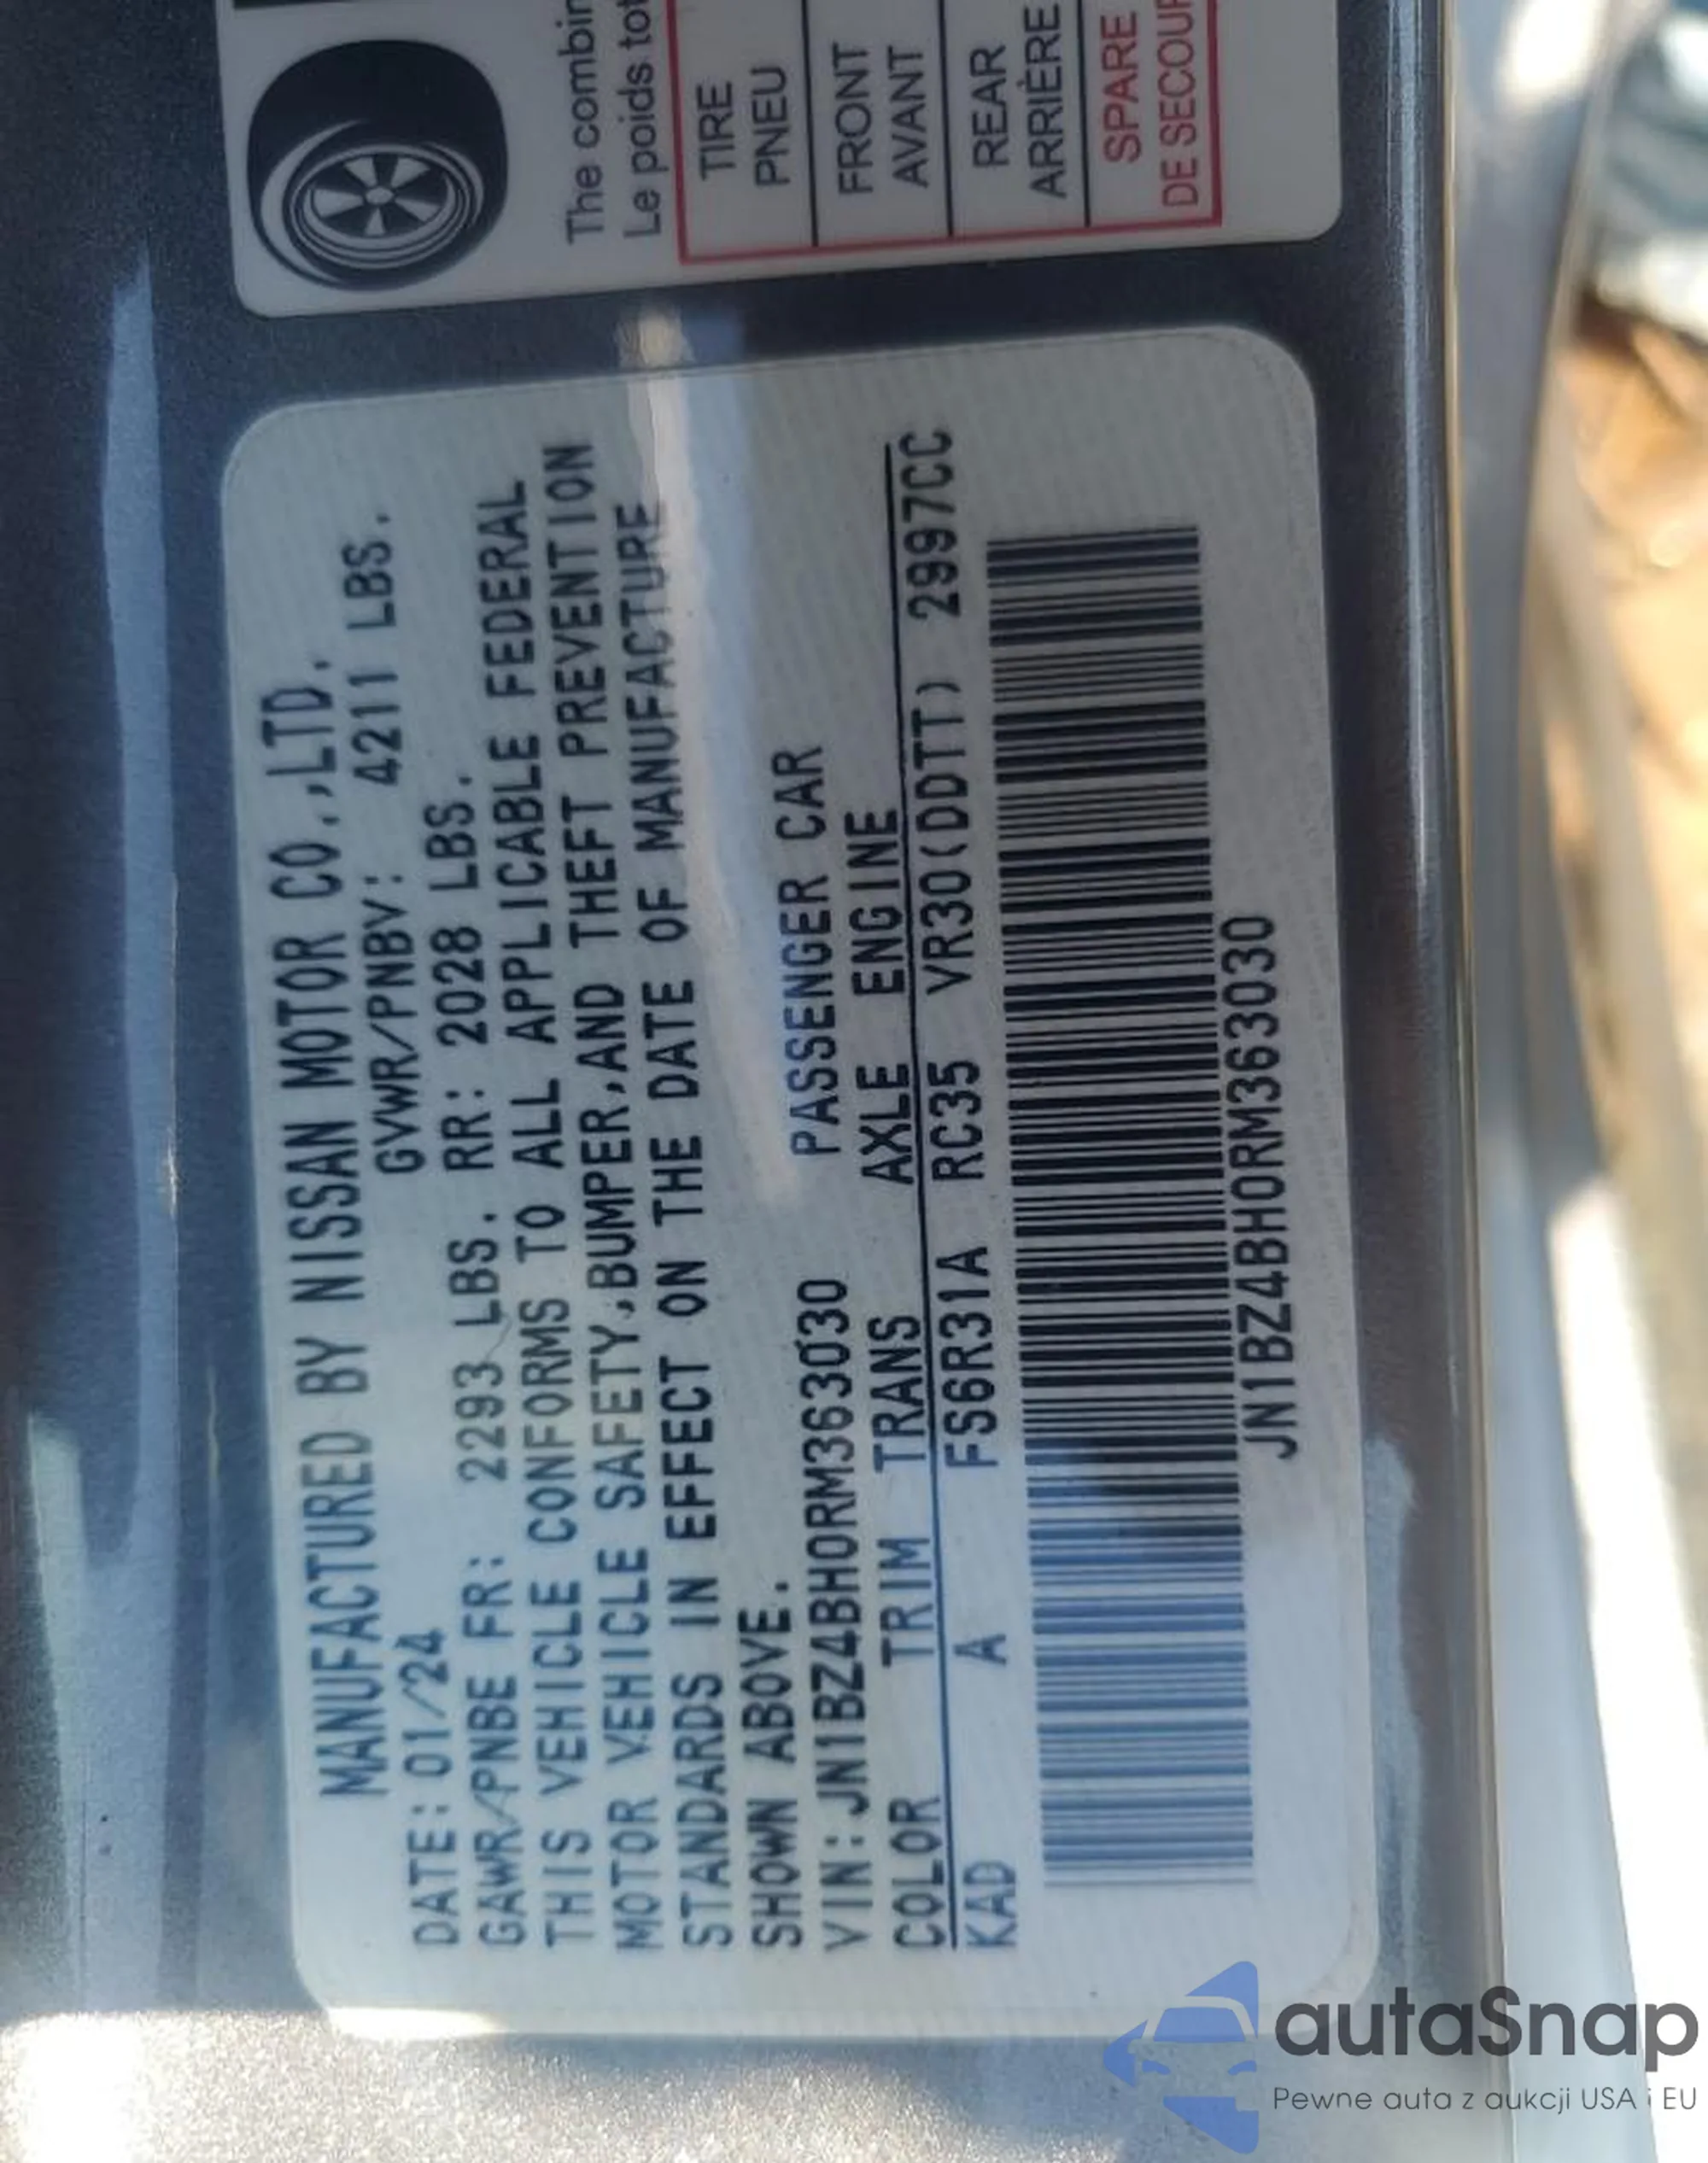 MANUFACTURED BY NISSAN MOTOR CO.,LTD.
DATE: 01/24 GVWR/PNBV: 4211 LBS.
GAWR/PNBE FR: 2293 LBS. RR: 2028 LBS.
THIS VEHICLE CONFORMS TO ALL APPLICABLE FEDERAL
MOTOR VEHICLE SAFETY,BUMPER,AND THEFT PREVENTION
STANDARDS IN EFFECT ON THE DATE OF MANUFACTURE
SHOWN ABOVE.
VIN:JN1BZ4BH0RM363030 PASSENGER CAR
COLOR TRIM TRANS AXLE ENGINE
KAD A FS6R31A RC35 VR30(DDTT) 2997CC
JN1BZ4BH0RM363030
The combin
Le poids tot
TIRE
PNEU
FRONT
AVANT
REAR
ARRIÈRE
SPARE
DE SECOUR
autaSnap
Pewne auta z aukcji USA i EU